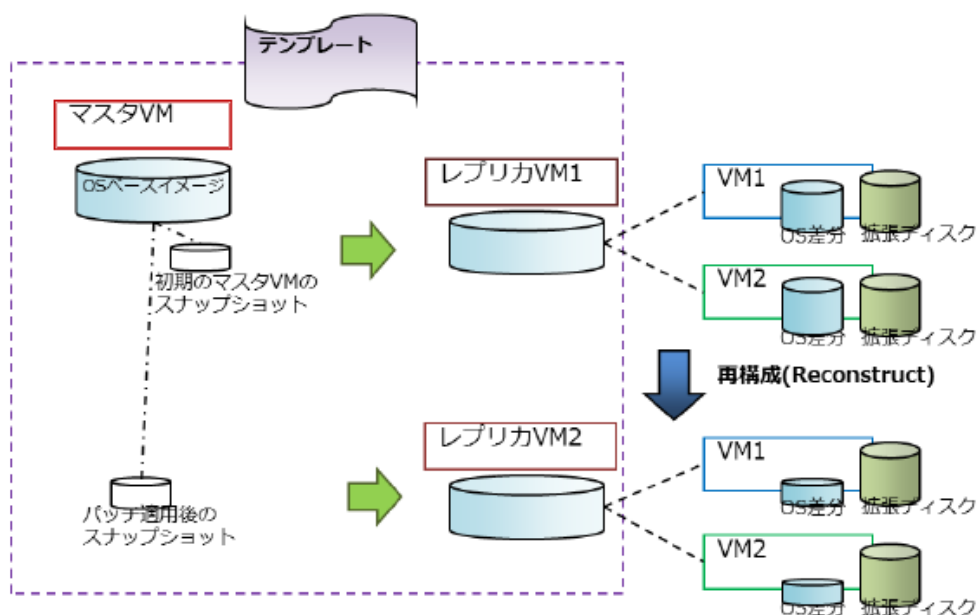 テンプレート
マスタVM
OSベースイメージ
初期のマスタVMの
スナップショット
パッチ適用後の
スナップショット
レプリカVM1
VM1
OS差分
拡張ディスク
VM2
OS差分
拡張ディスク
再構成(Reconstruct)
レプリカVM2
VM1
OS差分
拡張ディスク
VM2
OS差分
拡張ディスク